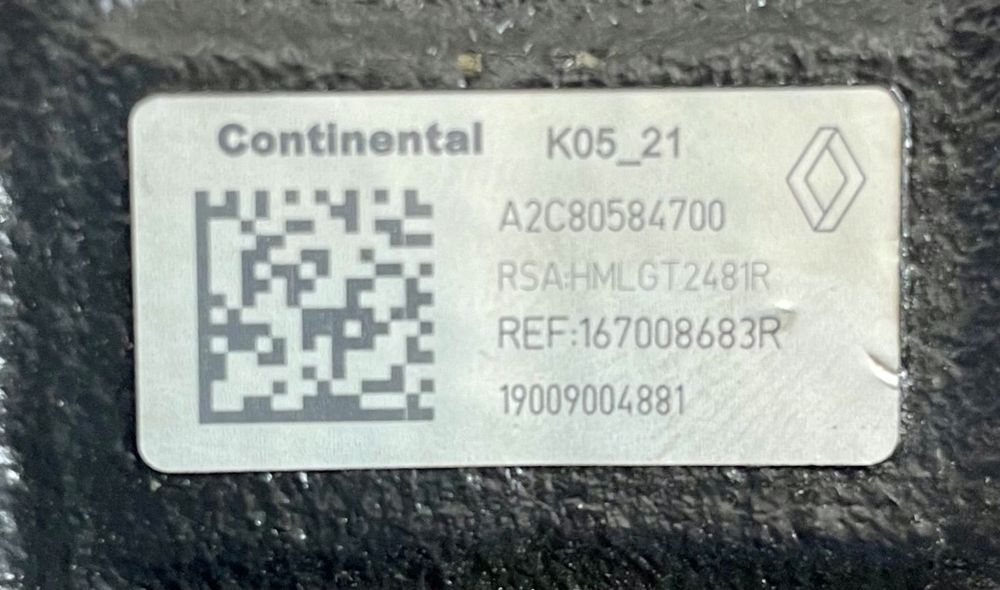 Continental K05_21
A2C80584700
RSA:HMLGT2481R
REF:167008683R
19009004881